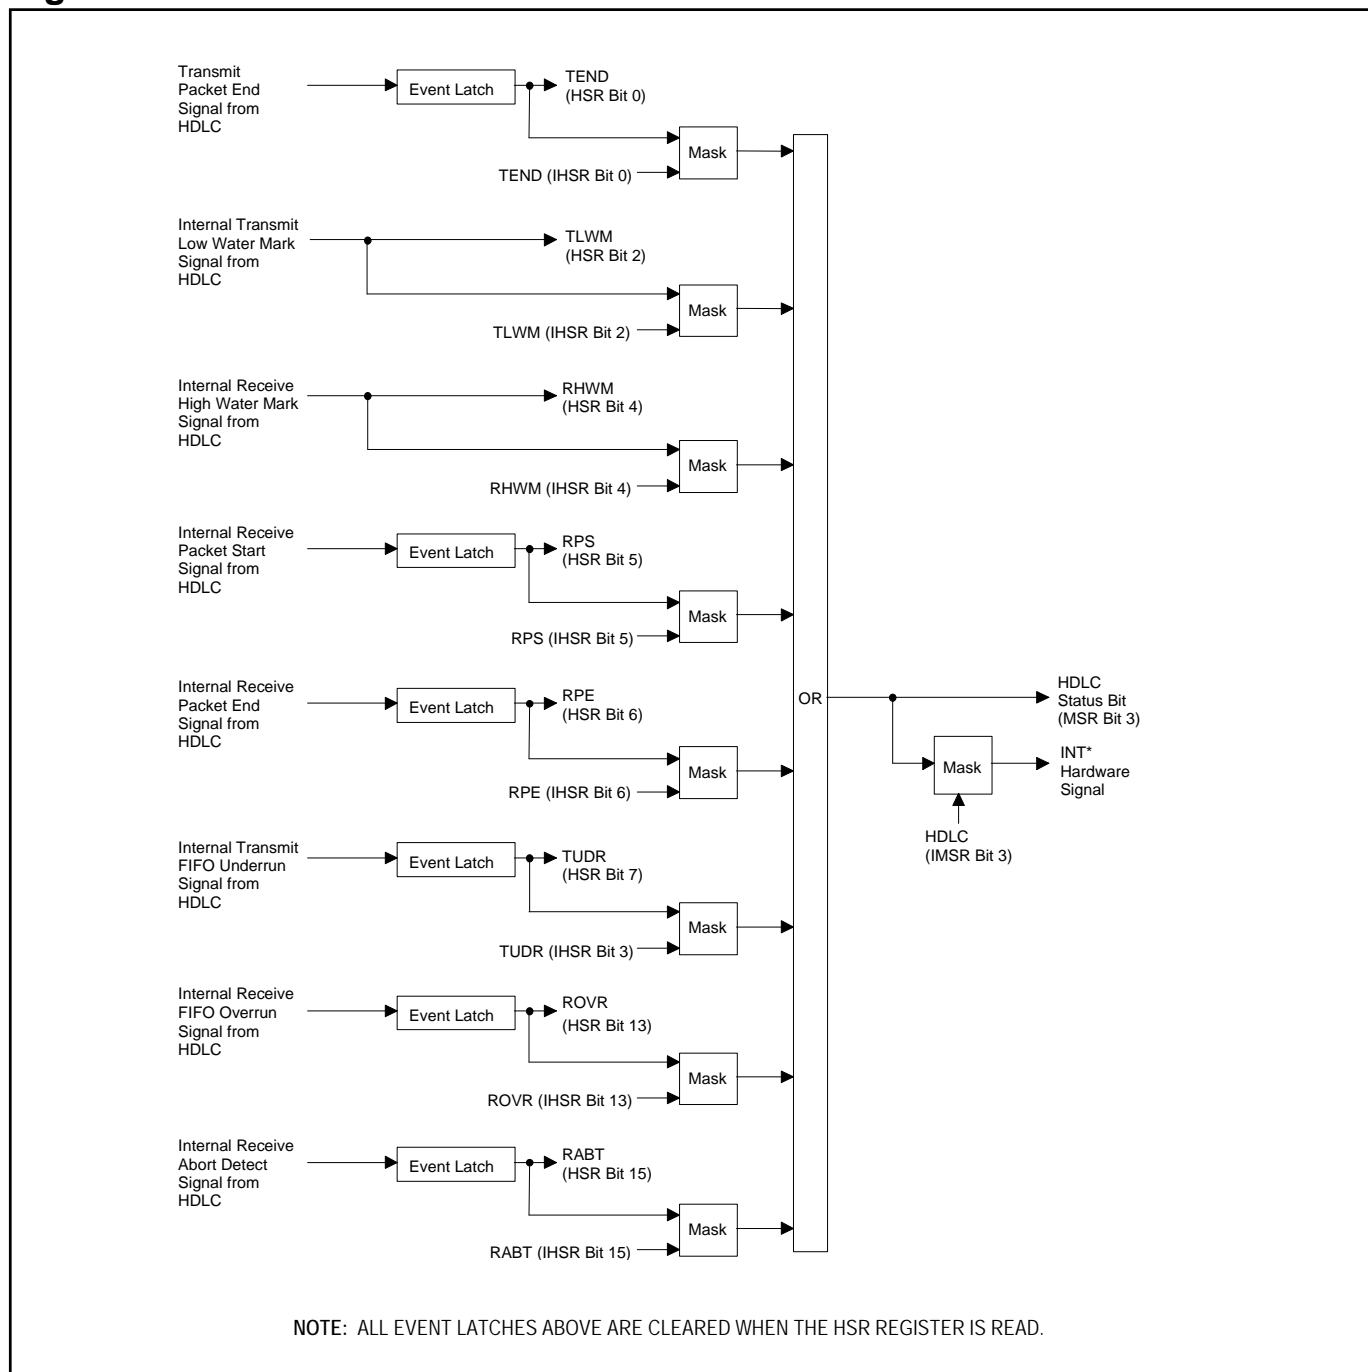 Transmit
Packet End
Signal from
HDLC
Event Latch
TEND
(HSR Bit 0)
Mask
TEND (IHSR Bit 0)
Internal Transmit
Low Water Mark
Signal from
HDLC
TLWM
(HSR Bit 2)
Mask
TLWM (IHSR Bit 2)
Internal Receive
High Water Mark
Signal from
HDLC
RHWM
(HSR Bit 4)
Mask
RHWM (IHSR Bit 4)
Internal Receive
Packet Start
Signal from
HDLC
Event Latch
RPS
(HSR Bit 5)
Mask
RPS (IHSR Bit 5)
Internal Receive
Packet End
Signal from
HDLC
Event Latch
RPE
(HSR Bit 6)
Mask
RPE (IHSR Bit 6)
Internal Transmit
FIFO Underrun
Signal from
HDLC
Event Latch
TUDR
(HSR Bit 7)
Mask
TUDR (IHSR Bit 3)
Internal Receive
FIFO Overrun
Signal from
HDLC
Event Latch
ROVR
(HSR Bit 13)
Mask
ROVR (IHSR Bit 13)
Internal Receive
Abort Detect
Signal from
HDLC
Event Latch
RABT
(HSR Bit 15)
Mask
RABT (IHSR Bit 15)
OR
HDLC
Status Bit
(MSR Bit 3)
Mask
INT*
Hardware
Signal
HDLC
(IMSR Bit 3)
NOTE: ALL EVENT LATCHES ABOVE ARE CLEARED WHEN THE HSR REGISTER IS READ.